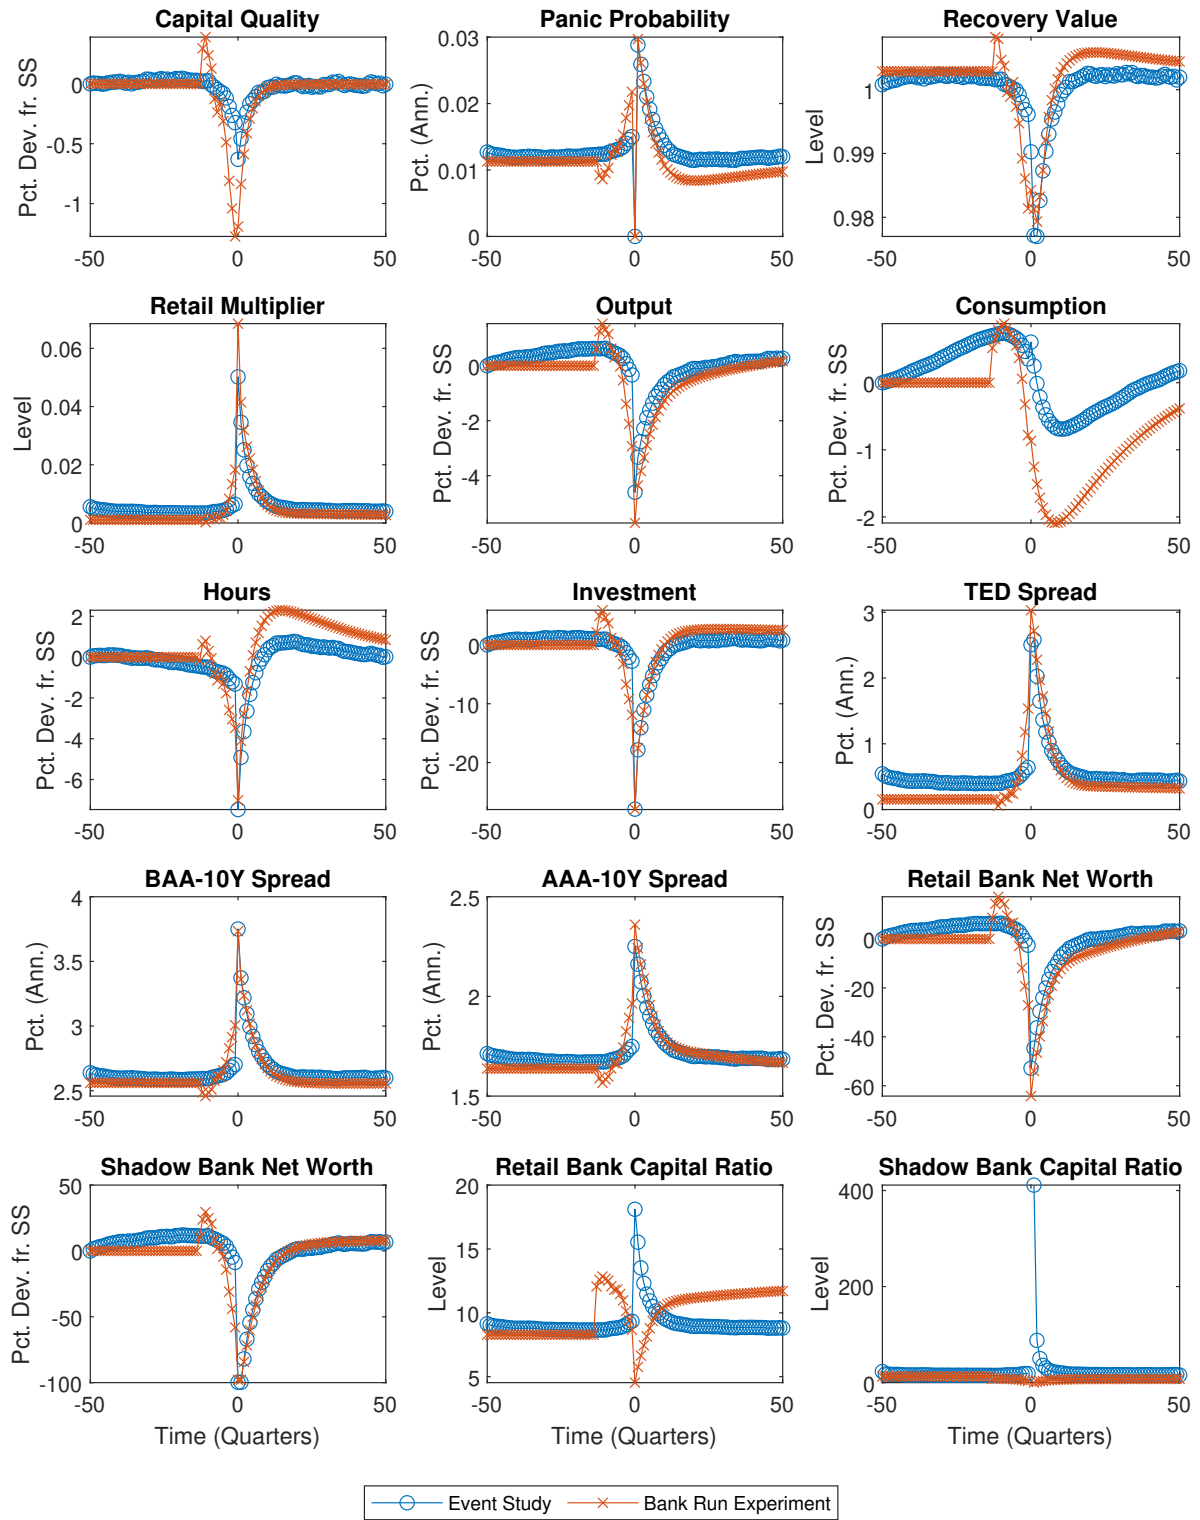 Capital Quality
Pct. Dev. fr. SS
0
-0.5
-1
-50
0
50
Panic Probability
Pct. (Ann.)
0.03
0.02
0.01
0
-50
0
50
Recovery Value
Level
1
0.99
0.98
-50
0
50
Retail Multiplier
Level
0.06
0.04
0.02
0
-50
0
50
Output
Pct. Dev. fr. SS
0
-2
-4
-50
0
50
Consumption
Pct. Dev. fr. SS
0
-1
-2
-50
0
50
Hours
Pct. Dev. fr. SS
2
0
-2
-4
-6
-50
0
50
Investment
Pct. Dev. fr. SS
0
-10
-20
-50
0
50
TED Spread
Pct. (Ann.)
3
2
1
0
-50
0
50
BAA-10Y Spread
Pct. (Ann.)
4
3.5
3
2.5
-50
0
50
AAA-10Y Spread
Pct. (Ann.)
2.5
2
1.5
-50
0
50
Retail Bank Net Worth
Pct. Dev. fr. SS
0
-20
-40
-60
-50
0
50
Shadow Bank Net Worth
Pct. Dev. fr. SS
50
0
-50
-100
-50
0
50
Time (Quarters)
Retail Bank Capital Ratio
Level
20
15
10
5
-50
0
50
Time (Quarters)
Shadow Bank Capital Ratio
Level
400
200
0
-50
0
50
Time (Quarters)
Event Study
Bank Run Experiment